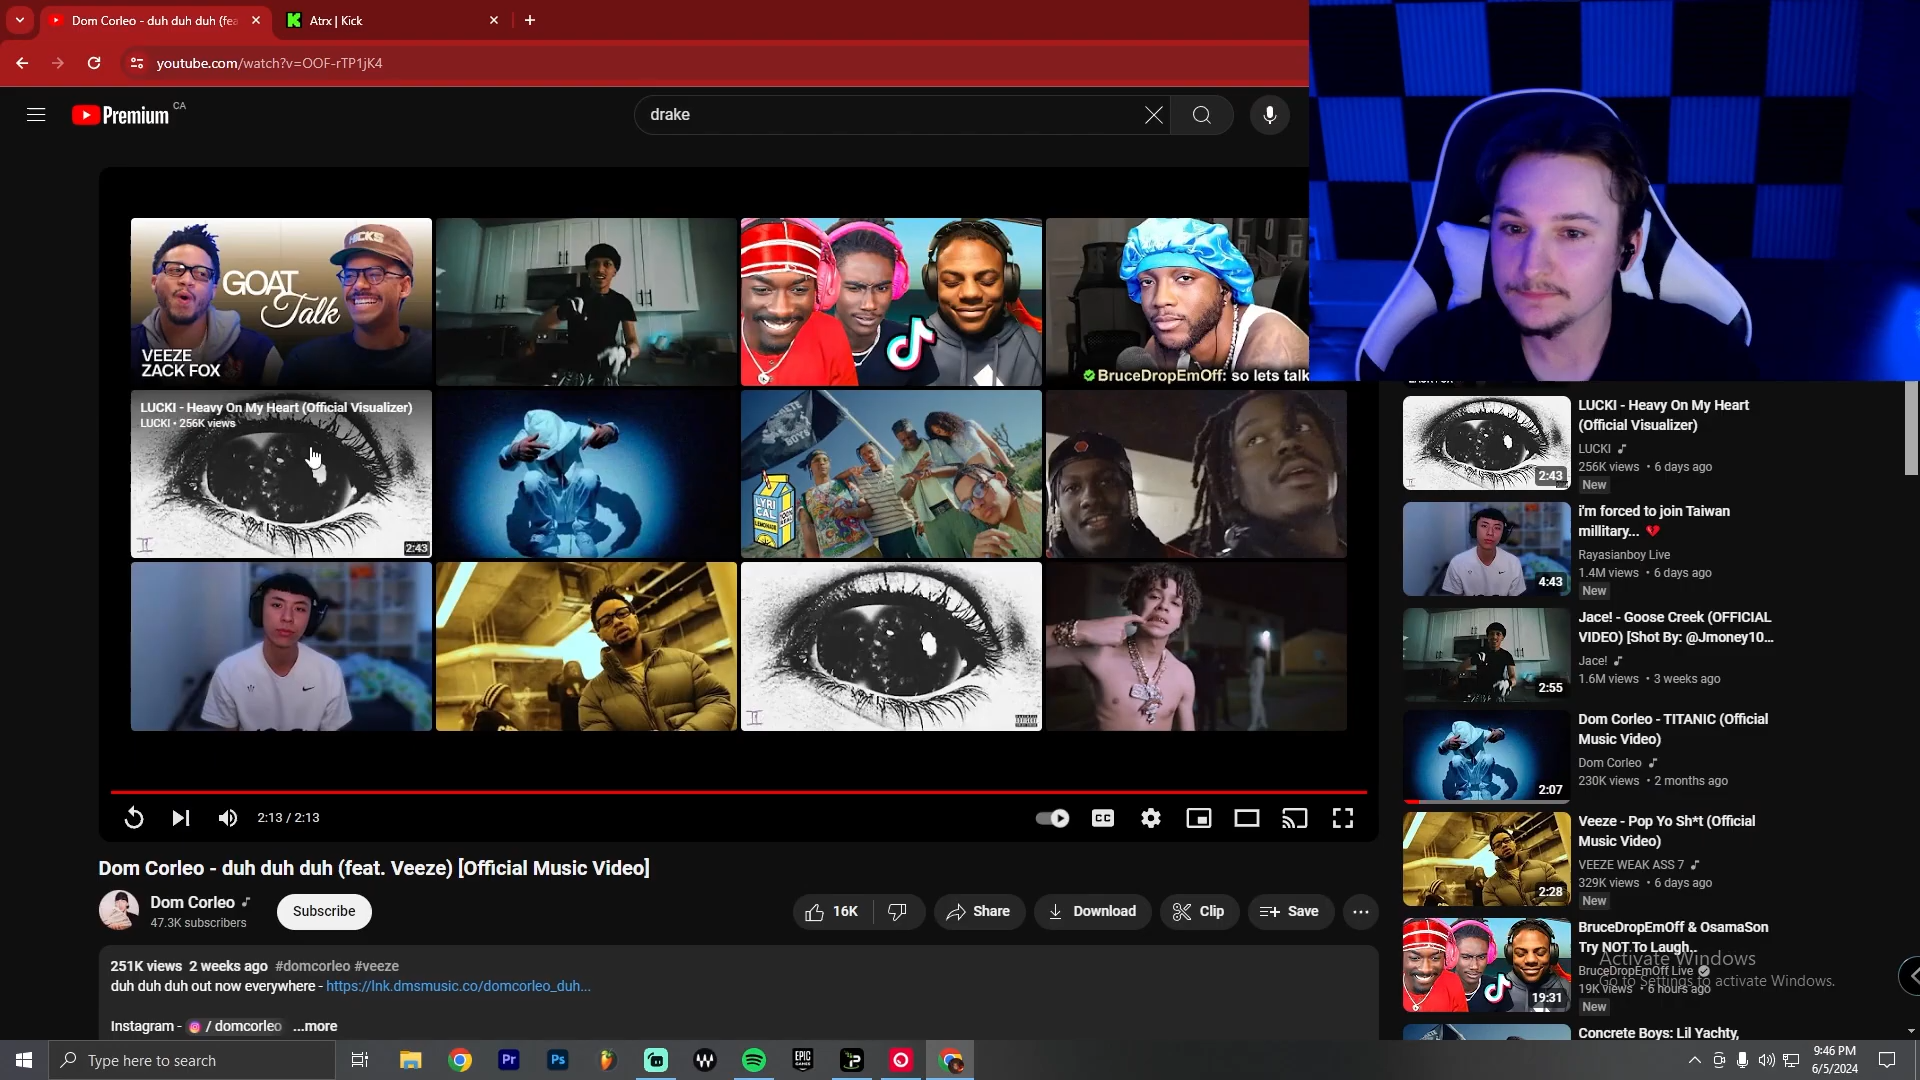 Dom Corleo - duh duh duh (fea
Atrx | Kick
youtube.com/watch?v=OOF-rTP1jK4
Premium CA
drake
GOAT
Talk
VEEZE
ZACK FOX
HICKS
BruceDropEmOff: so lets talk
LUCKI - Heavy On My Heart (Official Visualizer)
LUCKI • 256K views
2:43
LYRI
CAL
LEMONADE
2:13 / 2:13
CC
Dom Corleo - duh duh duh (feat. Veeze) [Official Music Video]
Dom Corleo
47.3K subscribers
Subscribe
16K
Share
Download
Clip
Save
251K views 2 weeks ago #domcorleo #veeze
duh duh duh out now everywhere - https://lnk.dmsmusic.co/domcorleo_duh...
Instagram - / domcorleo ...more
LUCKI - Heavy On My Heart
(Official Visualizer)
LUCKI
256K views • 6 days ago
New
2:43
i'm forced to join Taiwan
millitary...
Rayasianboy Live
1.4M views • 6 days ago
New
4:43
Jace! - Goose Creek (OFFICIAL
VIDEO) [Shot By: @Jmoney10...
Jace!
1.6M views • 3 weeks ago
2:55
Dom Corleo - TITANIC (Official
Music Video)
Dom Corleo
230K views • 2 months ago
2:07
Veeze - Pop Yo Sh*t (Official
Music Video)
VEEZE WEAK ASS 7
329K views • 6 days ago
New
2:28
BruceDropEmOff & OsamaSon
Try NOT To Laugh..
BruceDropEmOff Live
19K views • 6 hours ago
New
19:31
Concrete Boys: Lil Yachty,
Activate Windows
Go to Settings to activate Windows.
Type here to search
Pr
Ps
EPIC
GAMES
9:46 PM
6/5/2024